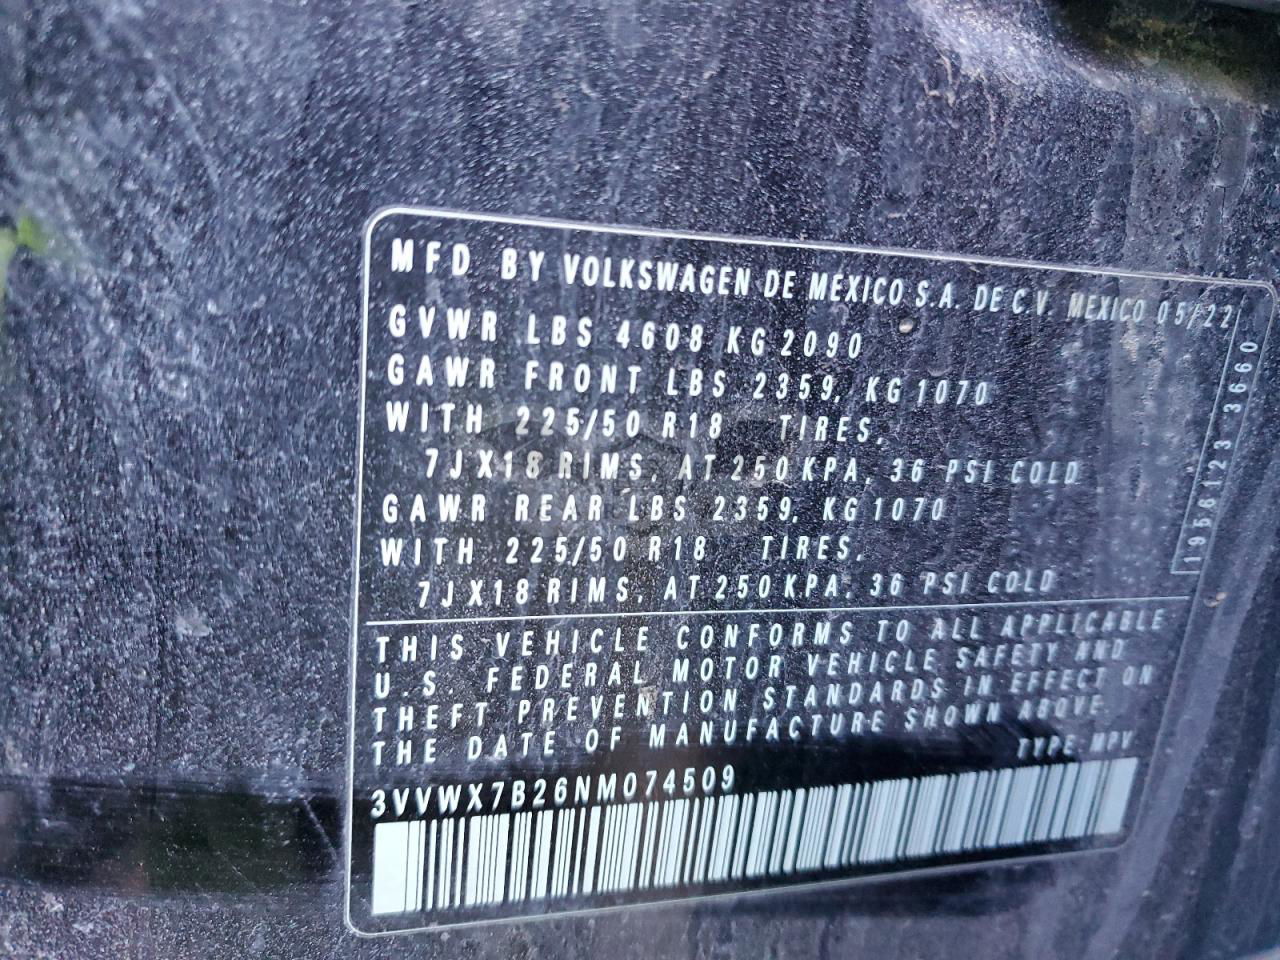 MFD BY VOLKSWAGEN DE MEXICO S.A. DE C.V. MEXICO 05/22
GVWR LBS 4608 KG 2090
GAWR FRONT LBS 2359, KG 1070
WITH 225/50 R18 TIRES,
7JX18 RIMS, AT 250 KPA, 36 PSI COLD
GAWR REAR LBS 2359, KG 1070
WITH 225/50 R18 TIRES,
7JX18 RIMS, AT 250 KPA, 36 PSI COLD
1956123 3660
THIS VEHICLE CONFORMS TO ALL APPLICABLE
U.S. FEDERAL MOTOR VEHICLE SAFETY AND
THEFT PREVENTION STANDARDS IN EFFECT ON
THE DATE OF MANUFACTURE SHOWN ABOVE.
TYPE MPV
3VVWX7B26NM074509